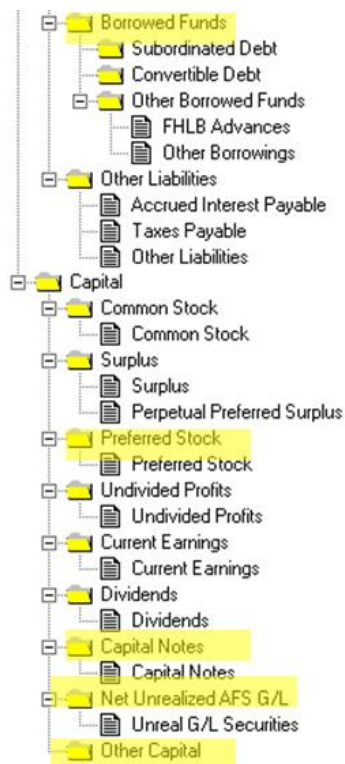 Borrowed Funds
Subordinated Debt
Convertible Debt
Other Borrowed Funds
FHLB Advances
Other Borrowings
Other Liabilities
Accrued Interest Payable
Taxes Payable
Other Liabilities
Capital
Common Stock
Common Stock
Surplus
Surplus
Perpetual Preferred Surplus
Preferred Stock
Preferred Stock
Undivided Profits
Undivided Profits
Current Earnings
Current Earnings
Dividends
Dividends
Capital Notes
Capital Notes
Net Unrealized AFS G/L
Unreal G/L Securities
Other Capital